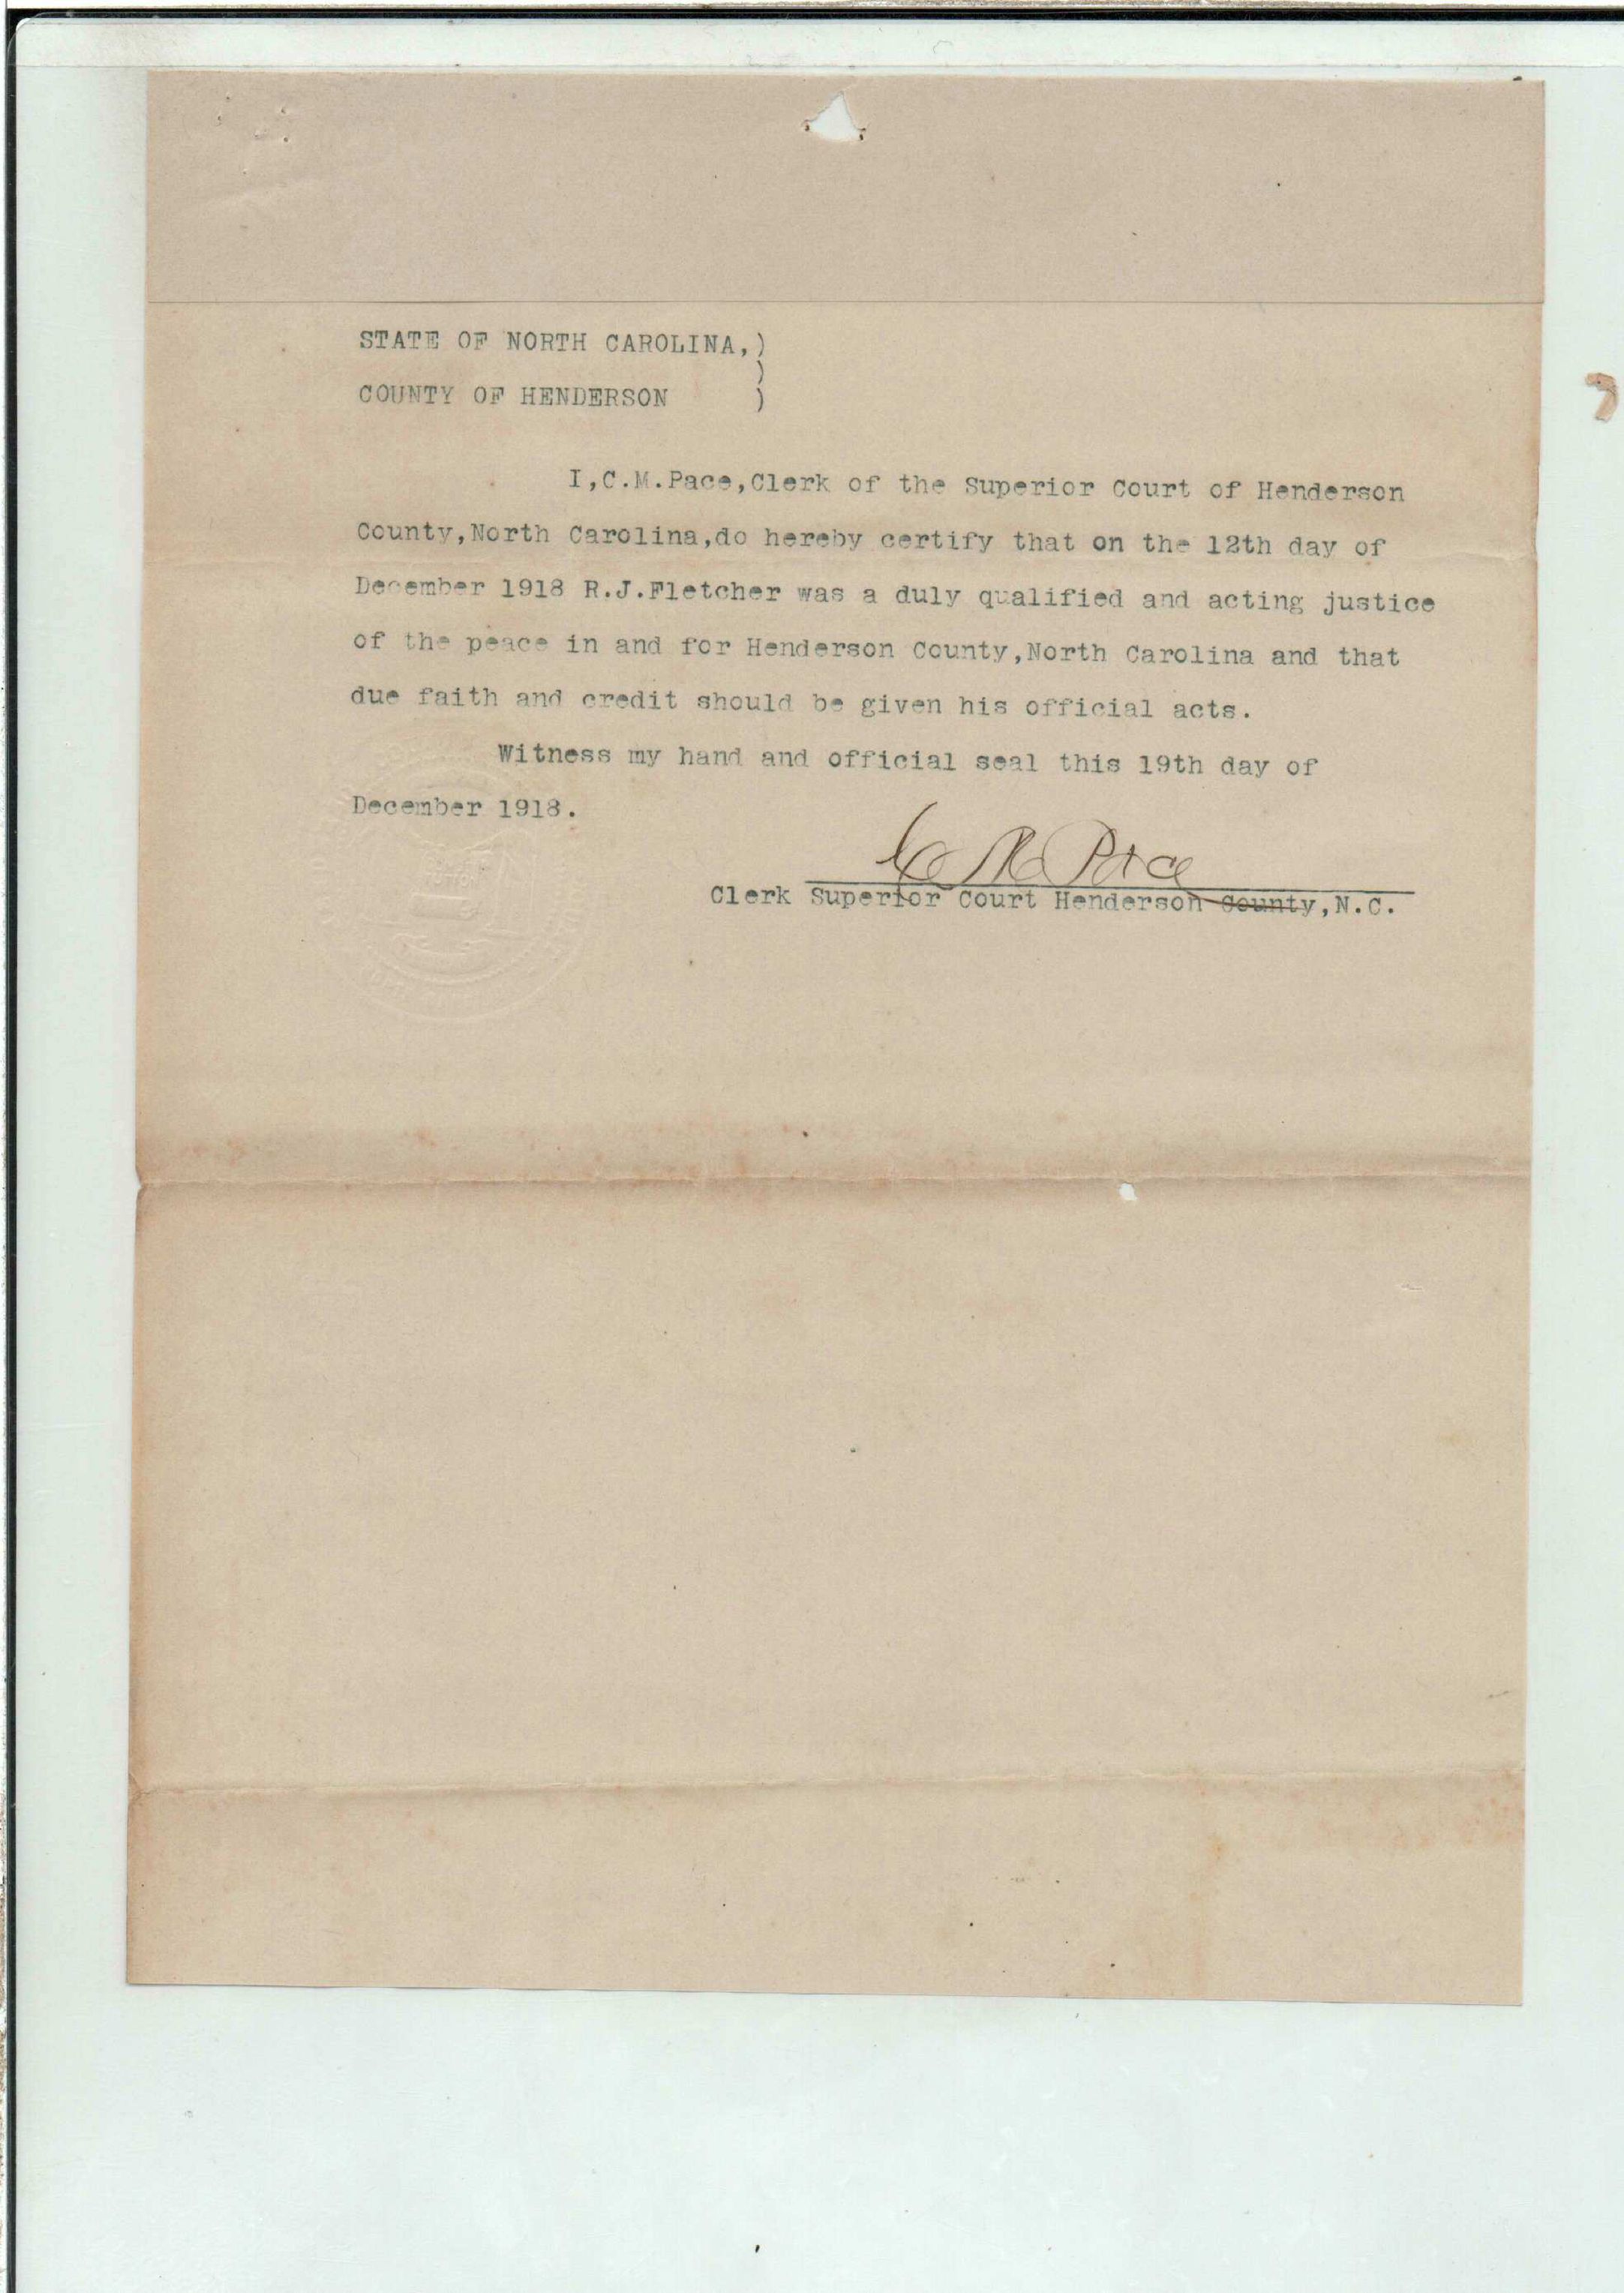 STATE OF NORTH CAROLINA,)
)
COUNTY OF HENDERSON )
I,C.M.Pace,Clerk of the Superior Court of Henderson
County,North Carolina,do hereby certify that on the 12th day of
December 1918 R.J.Fletcher was a duly qualified and acting justice
of the peace in and for Henderson County,North Carolina and that
due faith and credit should be given his official acts.
Witness my hand and official seal this 19th day of
December 1918.
C M Pace
Clerk Superior Court Henderson County,N.C.